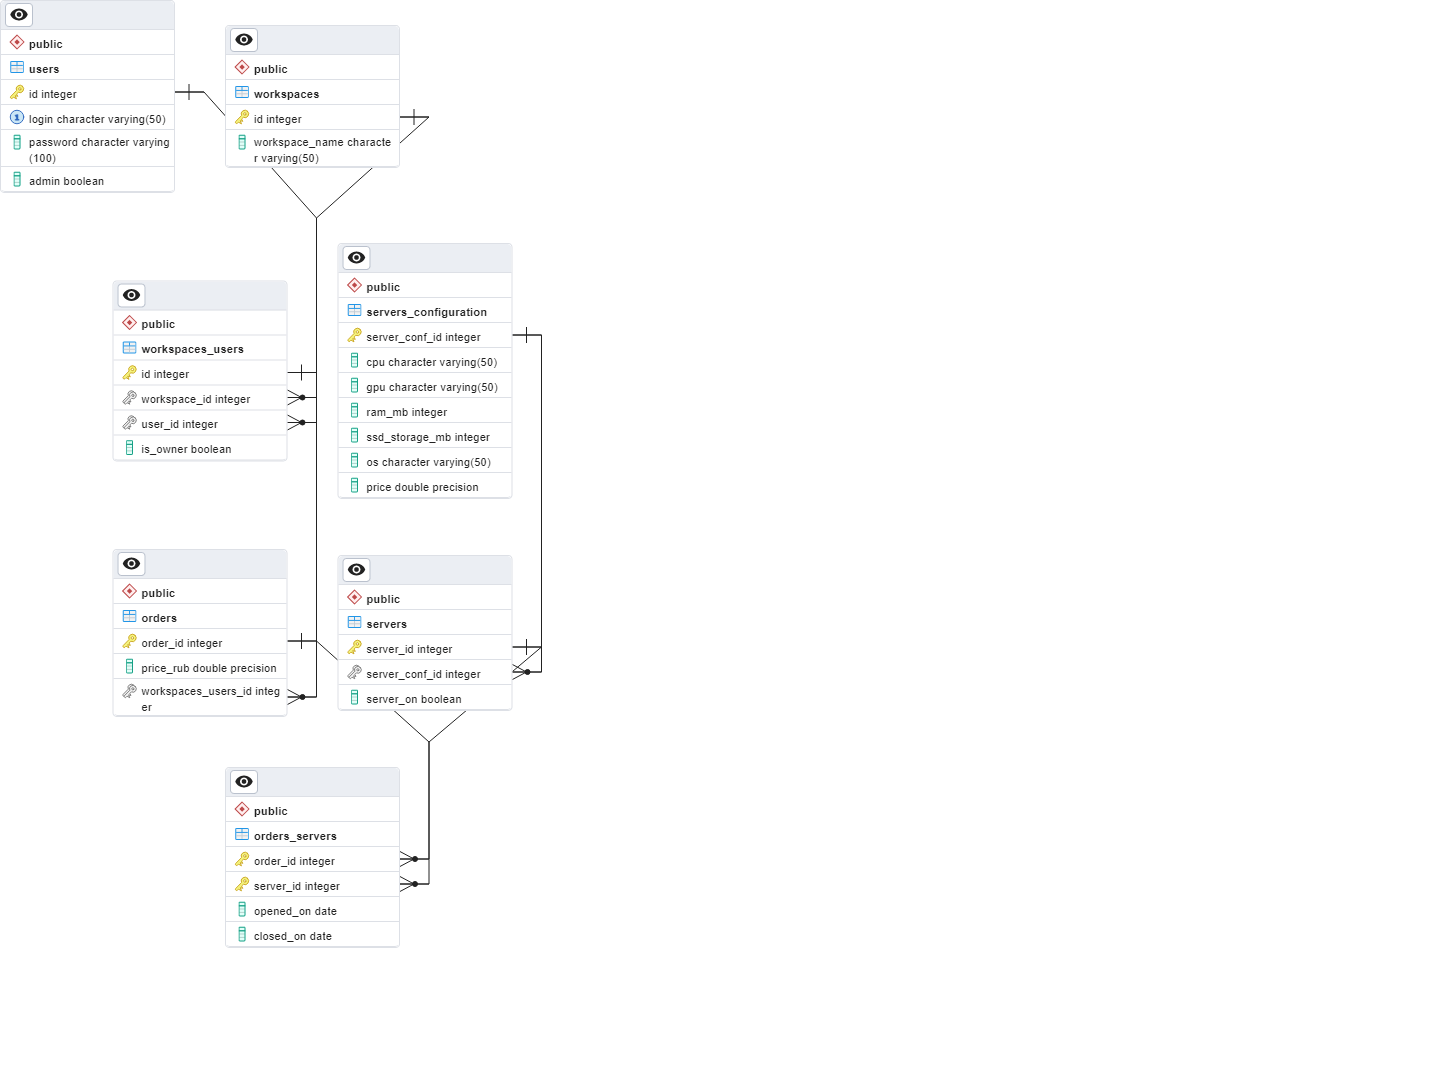 public
users
id integer
login character varying(50)
password character varying
(100)
admin boolean
public
workspaces
id integer
workspace_name characte
r varying(50)
public
workspaces_users
id integer
workspace_id integer
user_id integer
is_owner boolean
public
servers_configuration
server_conf_id integer
cpu character varying(50)
gpu character varying(50)
ram_mb integer
ssd_storage_mb integer
os character varying(50)
price double precision
public
orders
order_id integer
price_rub double precision
workspaces_users_id integ
er
public
servers
server_id integer
server_conf_id integer
server_on boolean
public
orders_servers
order_id integer
server_id integer
opened_on date
closed_on date